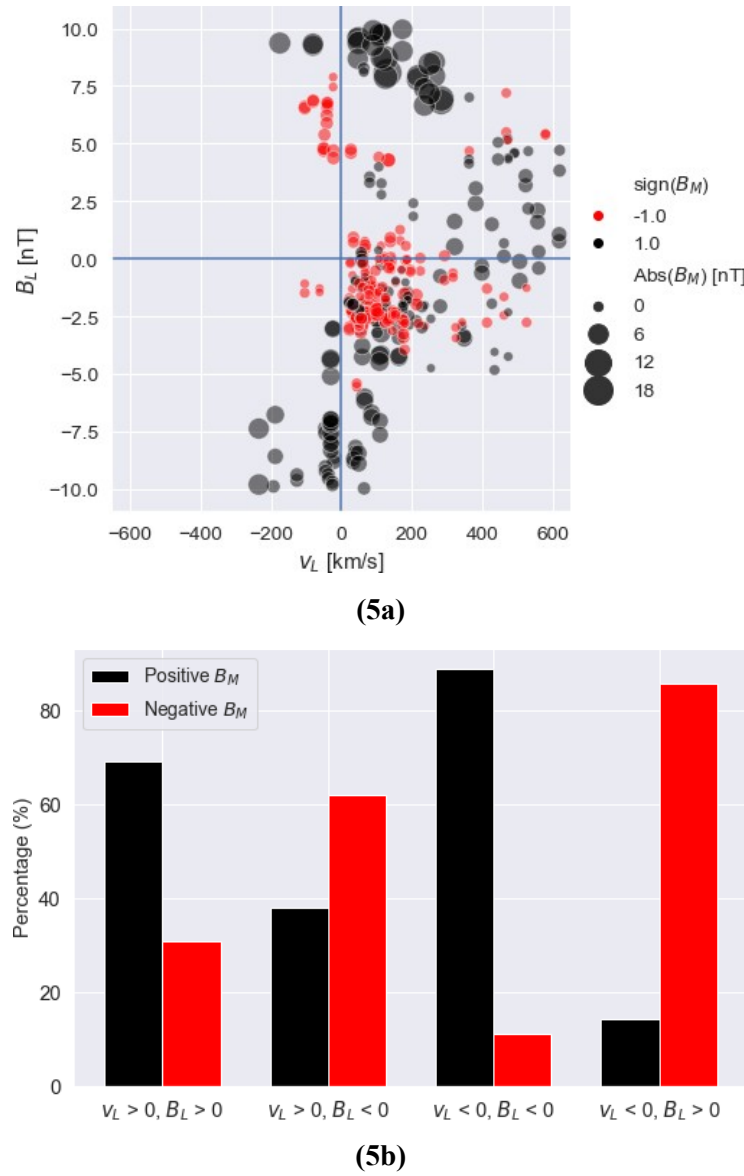 10.0
7.5
5.0
2.5
0.0
−2.5
−5.0
−7.5
−10.0
B_L [nT]
−600 −400 −200 0 200 400 600
v_L [km/s]
sign(B_M)
-1.0
1.0
Abs(B_M) [nT]
0
6
12
18
(5a)
Positive B_M
Negative B_M
80
60
40
20
0
Percentage (%)
v_L > 0, B_L > 0 v_L > 0, B_L < 0 v_L < 0, B_L < 0 v_L < 0, B_L > 0
(5b)